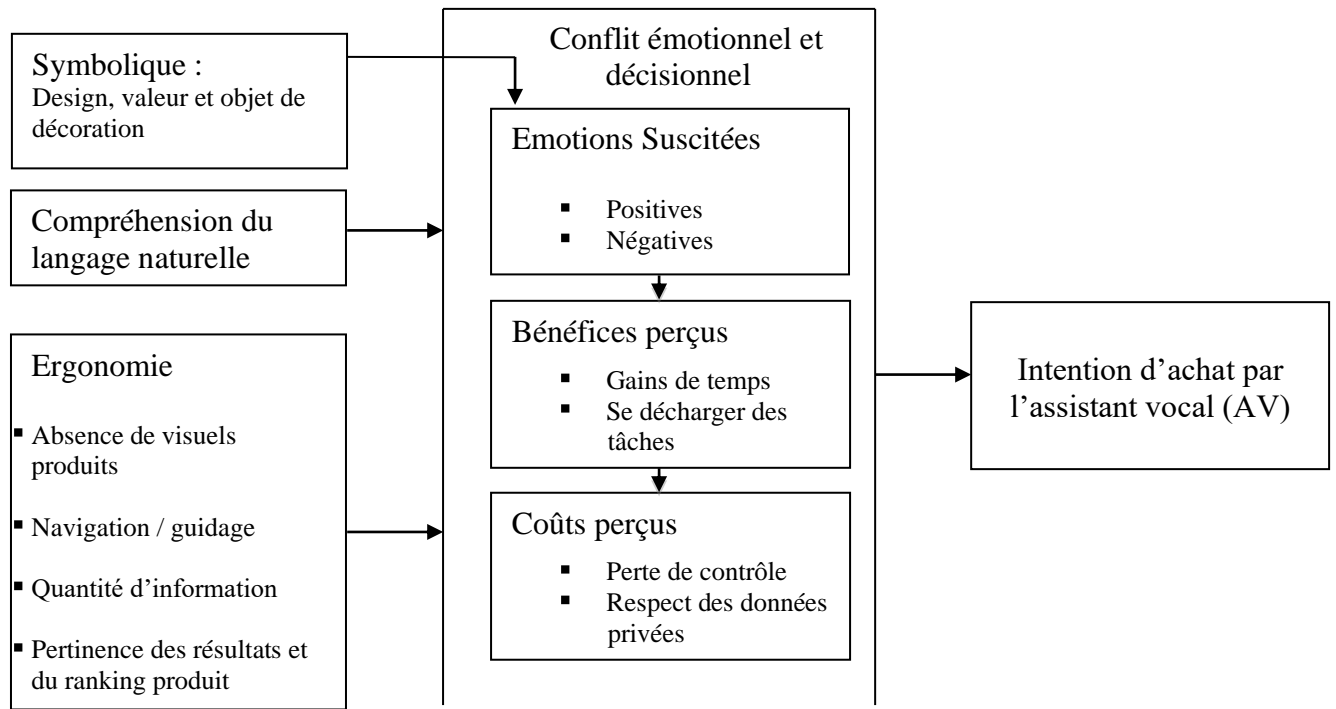 Symbolique :
Design, valeur et objet de
décoration
Compréhension du
langage naturelle
Ergonomie
▪ Absence de visuels
produits
▪ Navigation / guidage
▪ Quantité d’information
▪ Pertinence des résultats et
du ranking produit
Conflit émotionnel et
décisionnel
Emotions Suscitées
▪ Positives
▪ Négatives
Bénéfices perçus
▪ Gains de temps
▪ Se décharger des
tâches
Coûts perçus
▪ Perte de contrôle
▪ Respect des données
privées
Intention d’achat par
l’assistant vocal (AV)